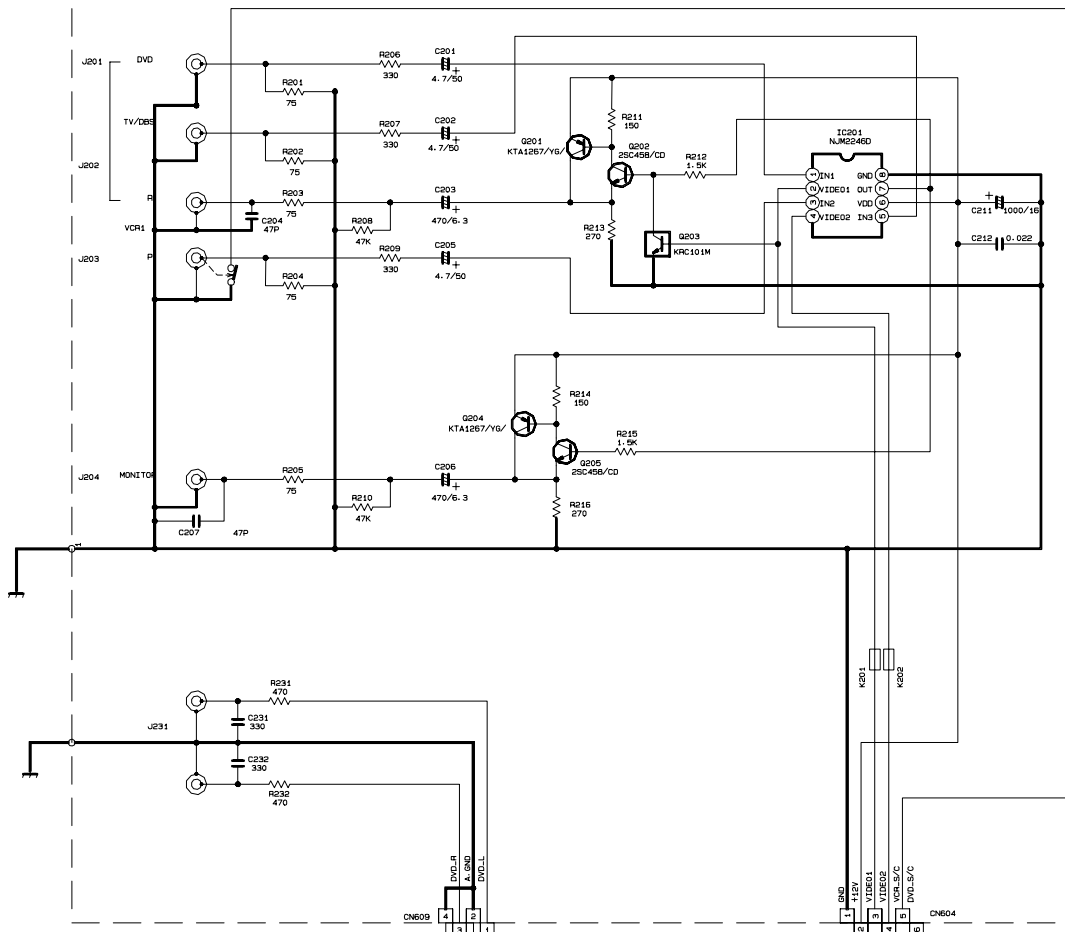 J201
DVD
R206
330
C201
4.7/50
R201
75
TV/DBS
R207
330
C202
4.7/50
R202
75
J202
R
VCR1
C204
47P
R203
75
R208
47K
C203
470/6.3
J203
P
R209
330
C205
4.7/50
R204
75
Q201
KTA1267/YG/
R211
150
Q202
2SC458/CD
R212
1.5K
R213
270
Q203
KRC101M
IC201
NJM2246D
1 IN1
2 VIDEO1
3 IN2
4 VIDEO2
GND 8
OUT 7
VDD 6
IN3 5
C211 1000/16
C212 0.022
R214
150
Q204
KTA1267/YG/
Q205
2SC458/CD
R215
1.5K
R216
270
J204
MONITOR
R205
75
C206
470/6.3
R210
47K
C207
47P
1
K201
K202
R231
470
J231
C231
330
C232
330
R232
470
DVD_R
A.GND
DVD_L
CN609
4
3
2
1
GND
+12V
VIDEO1
VIDEO2
VCR_S/C
DVD_S/C
1
2
3
4
5
6
CN604